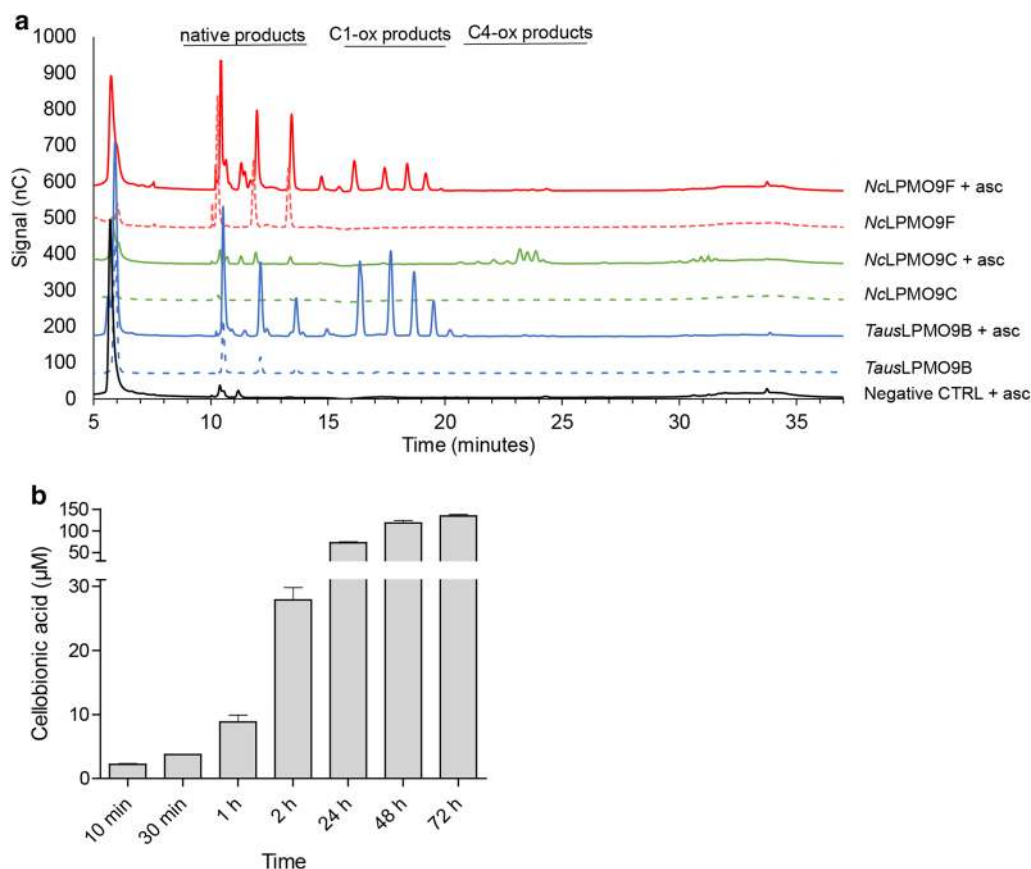 a
native products C1-ox products C4-ox products
1000
900
800
700
600
500
400
300
200
100
0
Signal (nC)
NcLPMO9F + asc
NcLPMO9F
NcLPMO9C + asc
NcLPMO9C
TausLPMO9B + asc
TausLPMO9B
Negative CTRL + asc
5 10 15 20 25 30 35
Time (minutes)
b
150
100
50
30
20
10
0
Cellobionic acid (µM)
10 min 30 min 1 h 2 h 24 h 48 h 72 h
Time